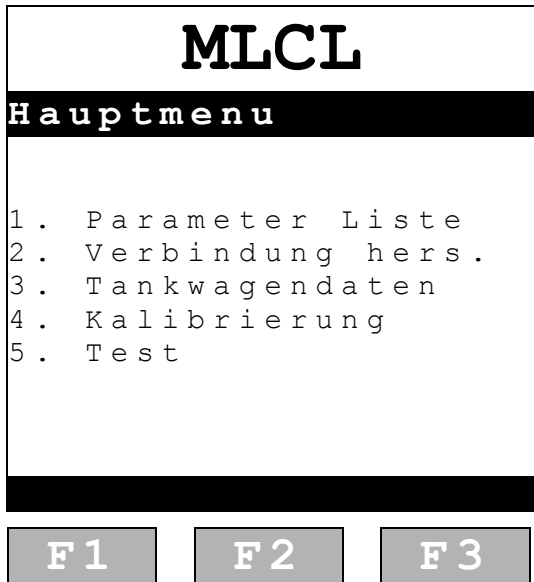 MLCL
Hauptmenu
1. Parameter Liste
2. Verbindung hers.
3. Tankwagendaten
4. Kalibrierung
5. Test
F1 F2 F3